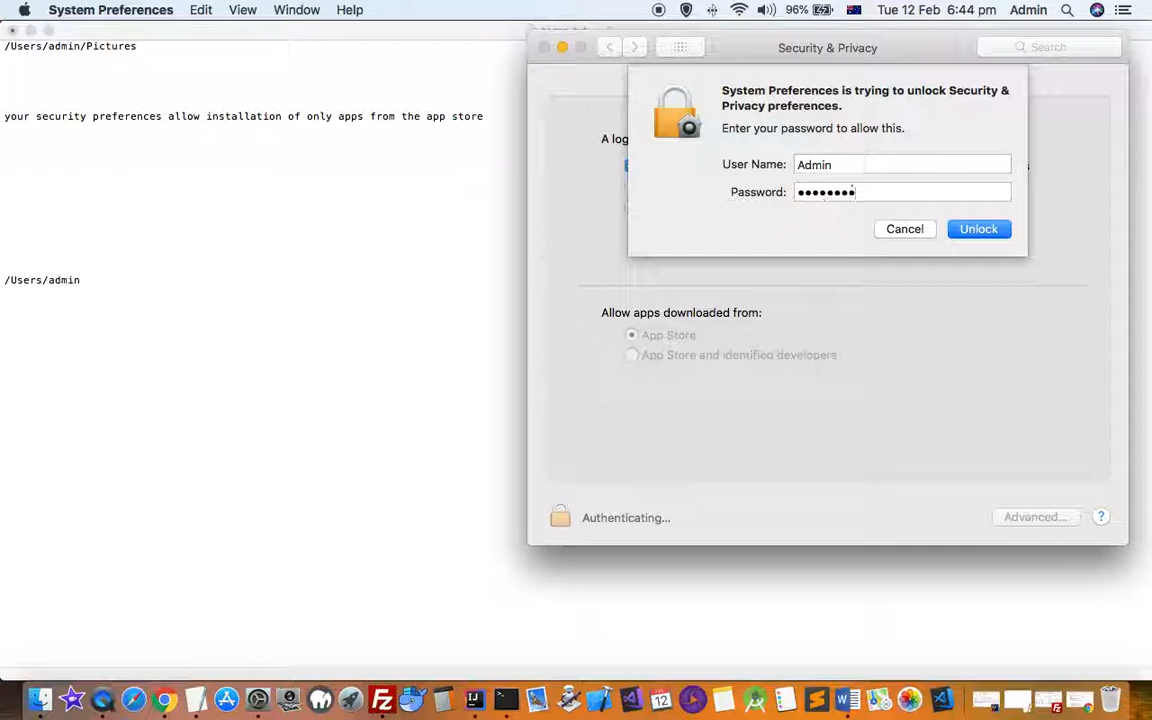 System Preferences Edit View Window Help 96% Tue 12 Feb 6:44 pm Admin
/Users/admin/Pictures
your security preferences allow installation of only apps from the app store
/Users/admin
Security & Privacy
Search
System Preferences is trying to unlock Security &
Privacy preferences.
Enter your password to allow this.
User Name: Admin
Password: ••••••••
Cancel Unlock
A log
Allow apps downloaded from:
App Store
App Store and identified developers
Authenticating...
Advanced... ?
12